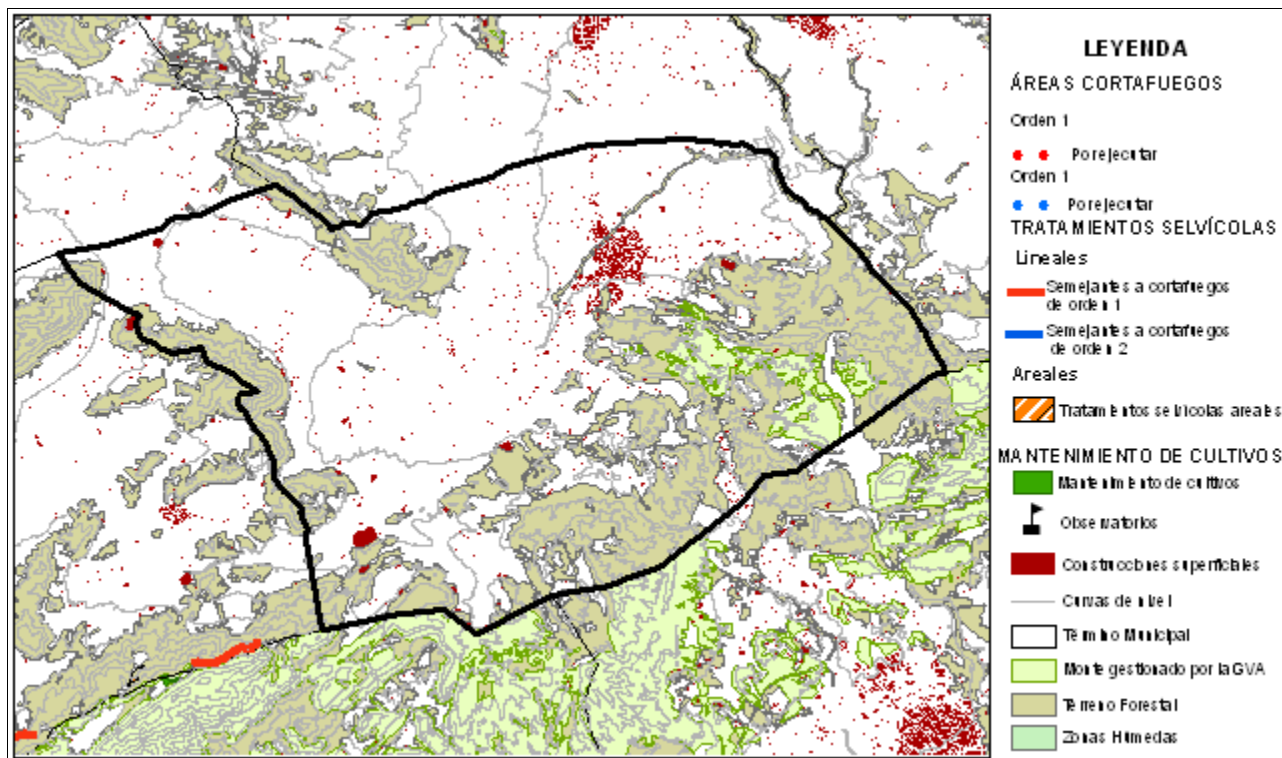 LEYENDA
ÁREAS CORTAFUEGOS
Orden 1
Por ejecutar
Orden 1
Por ejecutar
TRATAMIENTOS SELVÍCOLAS
Lineales
Semejantes a cortafuegos
de orden 1
Semejantes a cortafuegos
de orden 2
Areales
Tratamientos selvícolas areales
MANTENIMIENTO DE CULTIVOS
Mantenimiento de cultivos
Observatorios
Construcciones superficiales
Curvas de nivel
Término Municipal
Monte gestionado por la GVA
Terreno Forestal
Zonas Húmedas